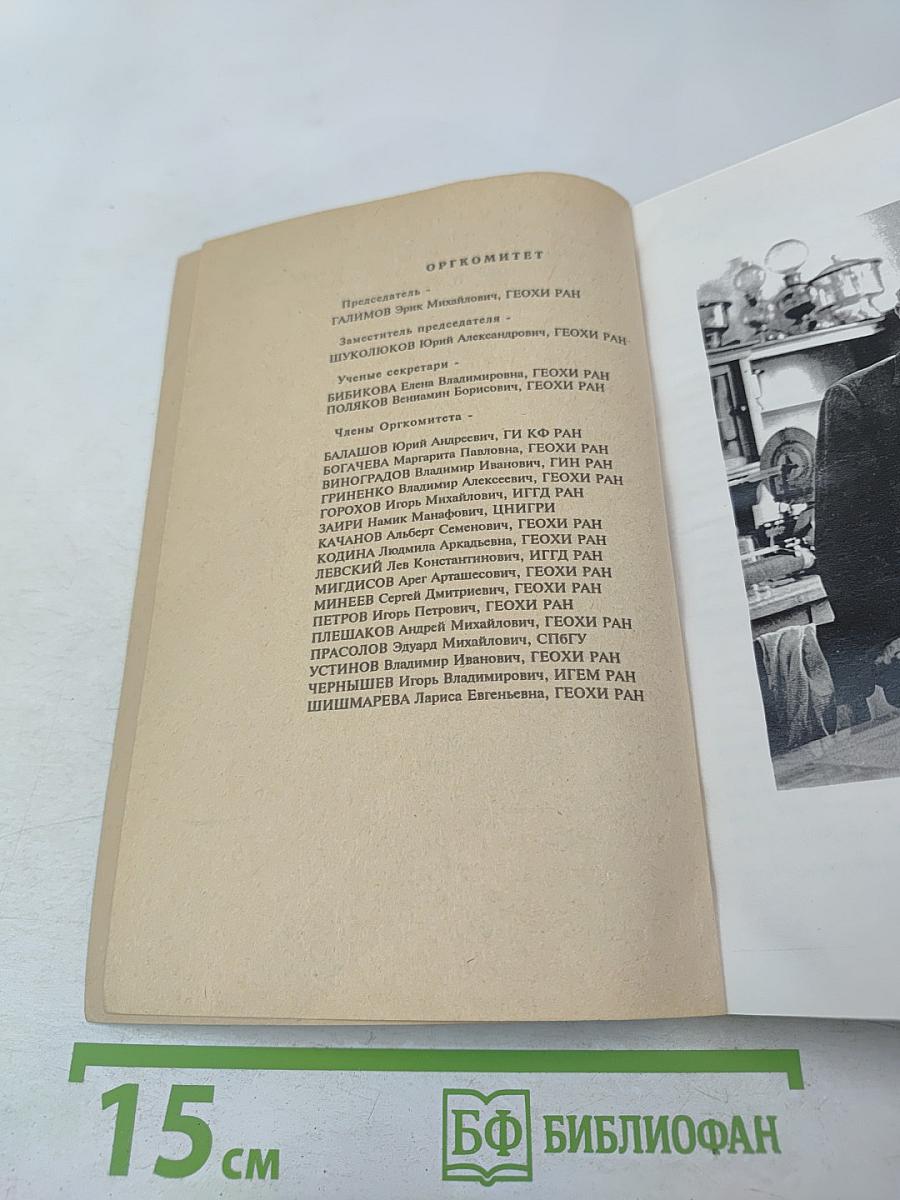 ОРГКОМИТЕТ
Председатель -
ГАЛИМОВ Эрик Михайлович, ГЕОХИ РАН
Заместитель председателя -
ШУКОЛЮКОВ Юрий Александрович, ГЕОХИ РАН
Ученые секретари -
БИБИКОВА Елена Владимировна, ГЕОХИ РАН
ПОЛЯКОВ Вениамин Борисович, ГЕОХИ РАН
Члены Оргкомитета -
БАЛАШОВ Юрий Андреевич, ГИ КФ РАН
БОГАЧЕВА Маргарита Павловна, ГЕОХИ РАН
ВИНОГРАДОВ Владимир Иванович, ГИН РАН
ГРИНЕНКО Владимир Алексеевич, ГЕОХИ РАН
ГОРОХОВ Игорь Михайлович, ИГГД РАН
ЗАИРИ Намик Манафович, ЦНИГРИ
КАЧАНОВ Альберт Семенович, ГЕОХИ РАН
КОДИНА Людмила Аркадьевна, ГЕОХИ РАН
ЛЕВСКИЙ Лев Константинович, ИГГД РАН
МИГДИСОВ Арег Арташесович, ГЕОХИ РАН
МИНЕЕВ Сергей Дмитриевич, ГЕОХИ РАН
ПЕТРОВ Игорь Петрович, ГЕОХИ РАН
ПЛЕШАКОВ Андрей Михайлович, ГЕОХИ РАН
ПРАСОЛОВ Эдуард Михайлович, СПбГУ
УСТИНОВ Владимир Иванович, ГЕОХИ РАН
ЧЕРНЫШЕВ Игорь Владимирович, ИГЕМ РАН
ШИШМАРЕВА Лариса Евгеньевна, ГЕОХИ РАН
15 см
БФ БИБЛИОФАН